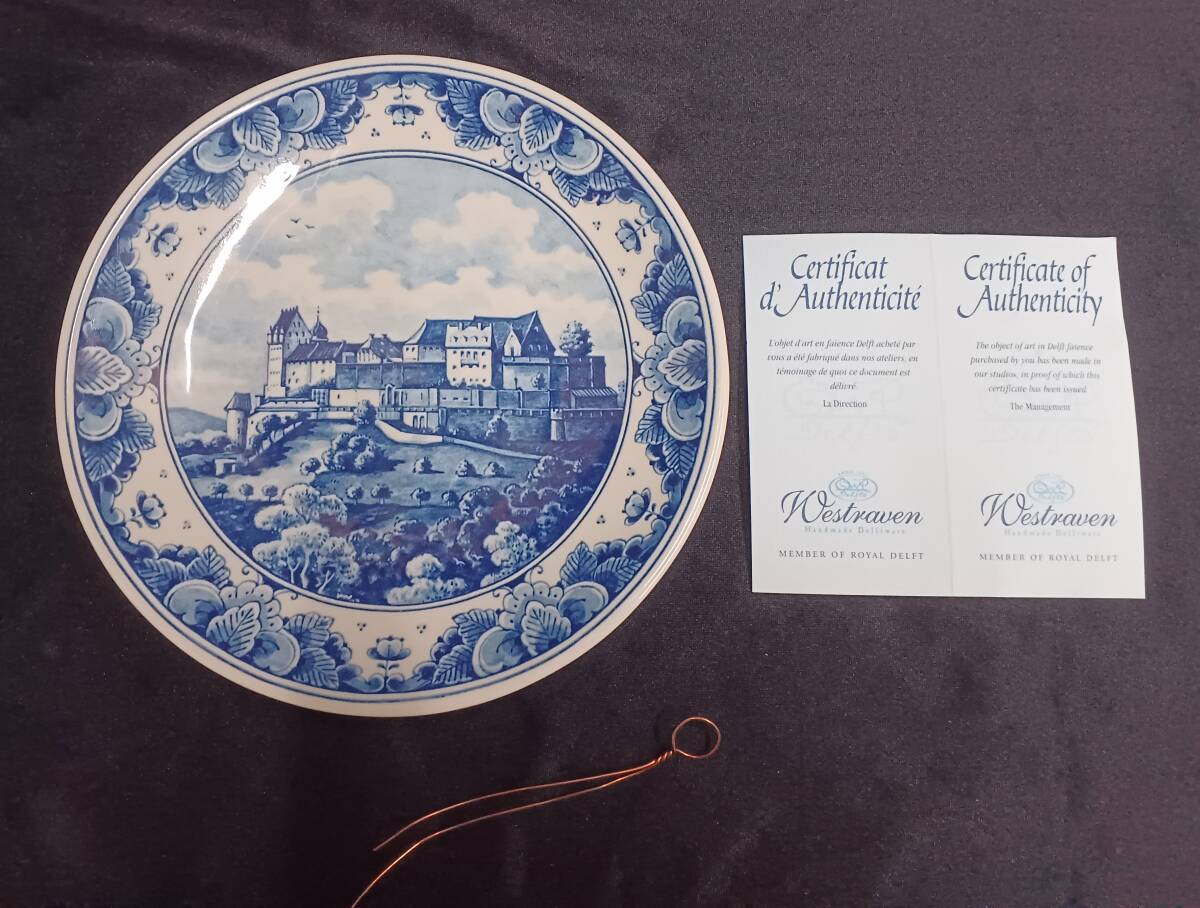 Certificat
d'Authenticité
L'objet d'art en faïence Delft acheté par
vous a été fabriqué dans nos ateliers, en
témoinage de quoi ce document est
délivré.
La Direction
Westraven
Handmade Delftware
MEMBER OF ROYAL DELFT
Certificate of
Authenticity
The object of art in Delft faience
purchased by you has been made in
our studios, in proof of which this
certificate has been issued.
The Management
Westraven
Handmade Delftware
MEMBER OF ROYAL DELFT